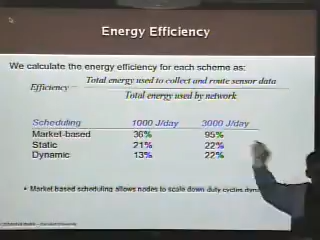 Energy Efficiency
We calculate the energy efficiency for each scheme as:
Efficiency = Total energy used to collect and route sensor data
Total energy used by network
Scheduling 1000 J/day 3000 J/day
Market-based 36% 95%
Static 21% 22%
Dynamic 13% 22%
• Market based scheduling allows nodes to scale down duty cycles